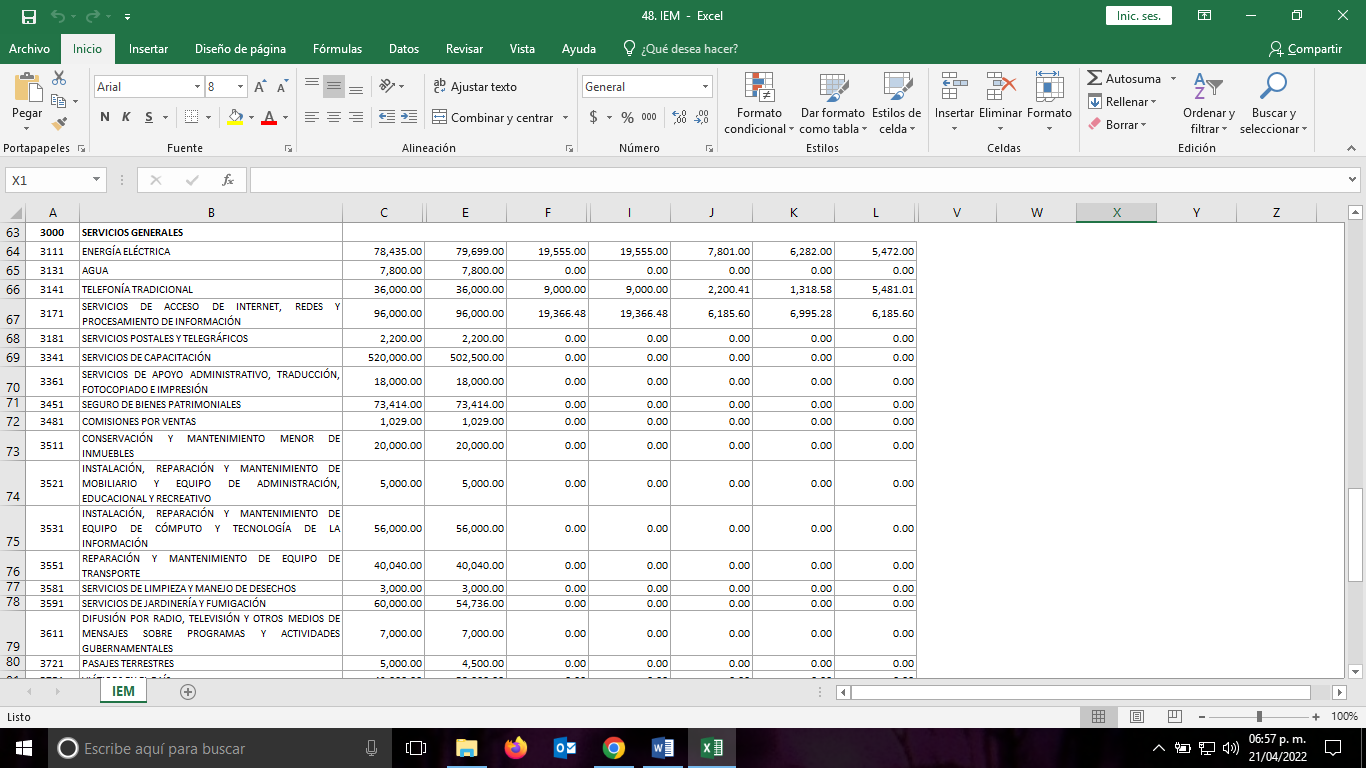 48. IEM - Excel
Inic. ses.
Archivo Inicio Insertar Diseño de página Fórmulas Datos Revisar Vista Ayuda ¿Qué desea hacer? Compartir
Pegar
Arial 8
N K S
Ajustar texto
Combinar y centrar
General
$ % 000
Formato condicional
Dar formato como tabla
Estilos de celda
Insertar Eliminar Formato
Autosuma
Rellenar
Borrar
Ordenar y filtrar
Buscar y seleccionar
Portapapeles Fuente Alineación Número Estilos Celdas Edición
X1 fx
A B C E F I J K L V W X Y Z
63 3000 SERVICIOS GENERALES
64 3111 ENERGÍA ELÉCTRICA 78,435.00 79,699.00 19,555.00 19,555.00 7,801.00 6,282.00 5,472.00
65 3131 AGUA 7,800.00 7,800.00 0.00 0.00 0.00 0.00 0.00
66 3141 TELEFONÍA TRADICIONAL 36,000.00 36,000.00 9,000.00 9,000.00 2,200.41 1,318.58 5,481.01
SERVICIOS DE ACCESO DE INTERNET, REDES Y
67 3171 PROCESAMIENTO DE INFORMACIÓN 96,000.00 96,000.00 19,366.48 19,366.48 6,185.60 6,995.28 6,185.60
68 3181 SERVICIOS POSTALES Y TELEGRÁFICOS 2,200.00 2,200.00 0.00 0.00 0.00 0.00 0.00
69 3341 SERVICIOS DE CAPACITACIÓN 520,000.00 502,500.00 0.00 0.00 0.00 0.00 0.00
SERVICIOS DE APOYO ADMINISTRATIVO, TRADUCCIÓN,
70 3361 FOTOCOPIADO E IMPRESIÓN 18,000.00 18,000.00 0.00 0.00 0.00 0.00 0.00
71 3451 SEGURO DE BIENES PATRIMONIALES 73,414.00 73,414.00 0.00 0.00 0.00 0.00 0.00
72 3481 COMISIONES POR VENTAS 1,029.00 1,029.00 0.00 0.00 0.00 0.00 0.00
CONSERVACIÓN Y MANTENIMIENTO MENOR DE
73 3511 INMUEBLES 20,000.00 20,000.00 0.00 0.00 0.00 0.00 0.00
INSTALACIÓN, REPARACIÓN Y MANTENIMIENTO DE
3521 MOBILIARIO Y EQUIPO DE ADMINISTRACIÓN, 5,000.00 5,000.00 0.00 0.00 0.00 0.00 0.00
74 EDUCACIONAL Y RECREATIVO
INSTALACIÓN, REPARACIÓN Y MANTENIMIENTO DE
3531 EQUIPO DE CÓMPUTO Y TECNOLOGÍA DE LA 56,000.00 56,000.00 0.00 0.00 0.00 0.00 0.00
75 INFORMACIÓN
REPARACIÓN Y MANTENIMIENTO DE EQUIPO DE
76 3551 TRANSPORTE 40,040.00 40,040.00 0.00 0.00 0.00 0.00 0.00
77 3581 SERVICIOS DE LIMPIEZA Y MANEJO DE DESECHOS 3,000.00 3,000.00 0.00 0.00 0.00 0.00 0.00
78 3591 SERVICIOS DE JARDINERÍA Y FUMIGACIÓN 60,000.00 54,736.00 0.00 0.00 0.00 0.00 0.00
DIFUSIÓN POR RADIO, TELEVISIÓN Y OTROS MEDIOS DE
3611 MENSAJES SOBRE PROGRAMAS Y ACTIVIDADES 7,000.00 7,000.00 0.00 0.00 0.00 0.00 0.00
79 GUBERNAMENTALES
80 3721 PASAJES TERRESTRES 5,000.00 4,500.00 0.00 0.00 0.00 0.00 0.00
IEM
Listo 100%
Escribe aquí para buscar
06:57 p. m.
21/04/2022